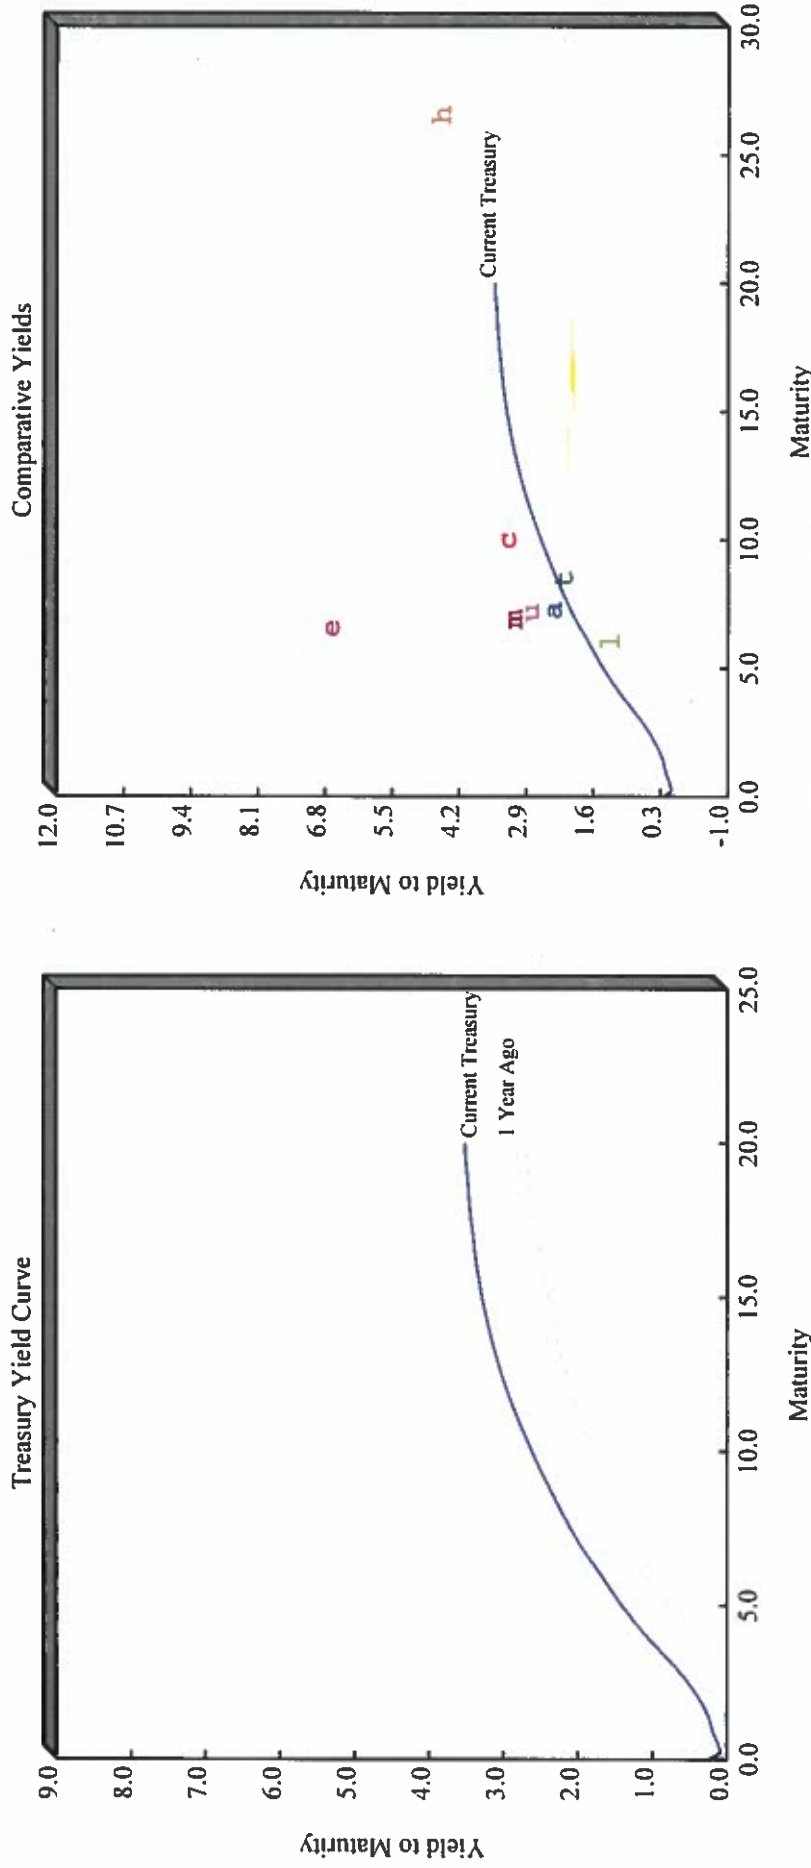 Treasury Yield Curve
Yield to Maturity
9.0
8.0
7.0
6.0
5.0
4.0
3.0
2.0
1.0
0.0
Current Treasury
1 Year Ago
0.0 5.0 10.0 15.0 20.0 25.0
Maturity
Comparative Yields
Yield to Maturity
12.0
10.7
9.4
8.1
6.8
5.5
4.2
2.9
1.6
0.3
-1.0
e
h
Current Treasury
c
m
u
a
t
l
0.0 5.0 10.0 15.0 20.0 25.0 30.0
Maturity